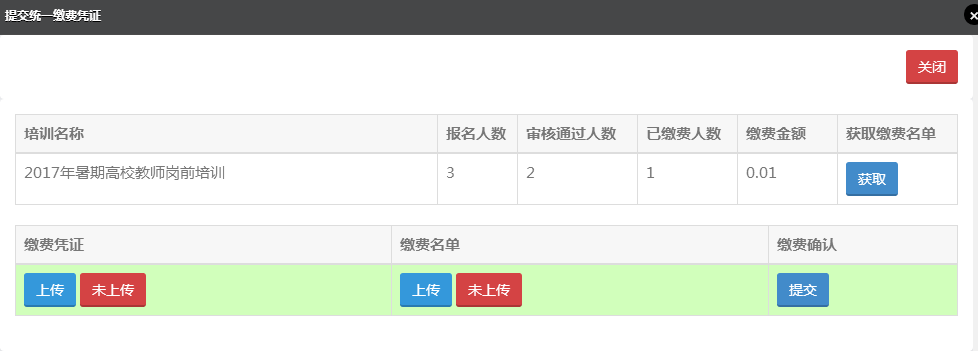 提交统一缴费凭证
关闭
培训名称 报名人数 审核通过人数 已缴费人数 缴费金额 获取缴费名单
2017年暑期高校教师岗前培训 3 2 1 0.01 获取
缴费凭证 缴费名单 缴费确认
上传 未上传 上传 未上传 提交